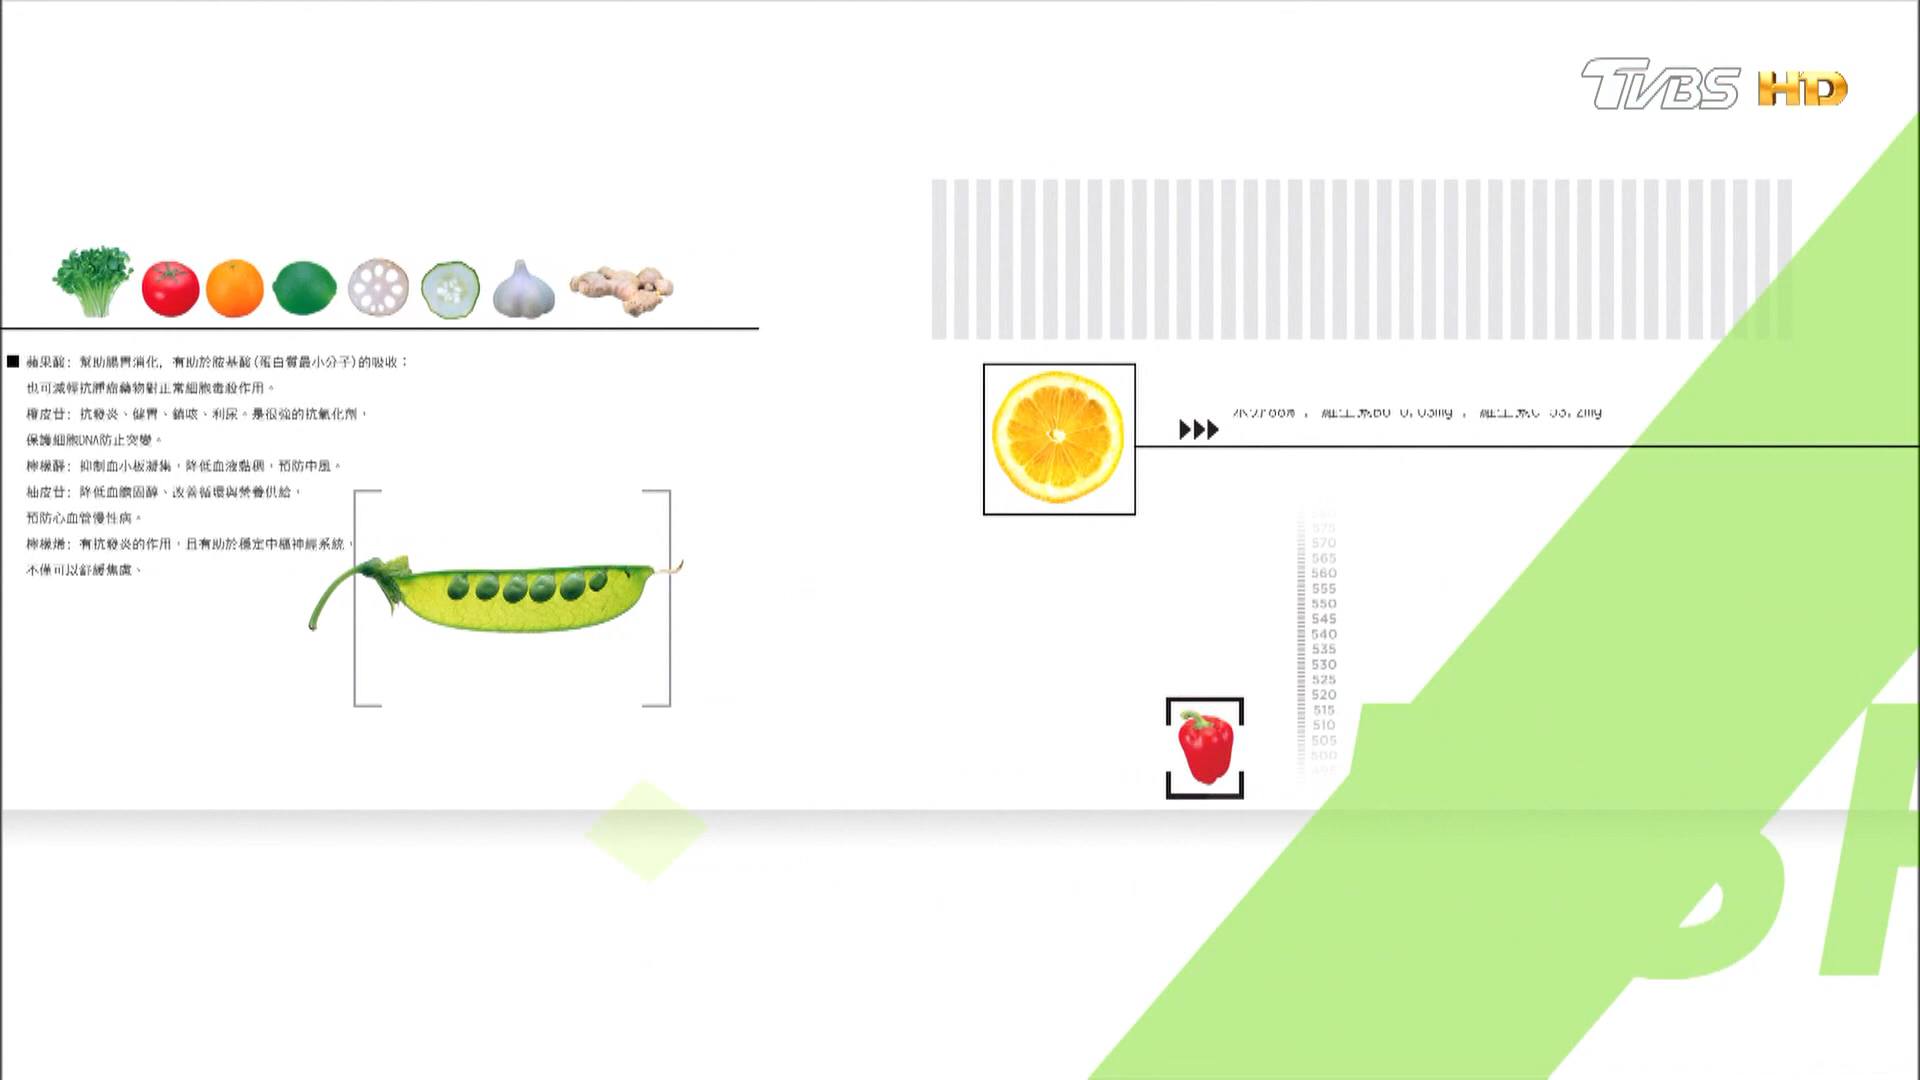 TVBS HD
■ 蘋果酸: 幫助腸胃消化, 有助於胺基酸(蛋白質最小分子)的吸收;
也可減輕抗腫瘤藥物對正常細胞毒殺作用。
橙皮苷: 抗發炎、健胃、鎮咳、利尿。是很強的抗氧化劑,
保護細胞DNA防止突變。
檸檬醛: 抑制血小板凝集,降低血液黏稠,預防中風。
柚皮苷: 降低血膽固醇、改善循環與營養供給,
預防心血管慢性病。
檸檬烯: 有抗發炎的作用,且有助於穩定中樞神經系統,
不僅可以舒緩焦慮、
575
570
565
560
555
550
545
540
535
530
525
520
515
510
505
500